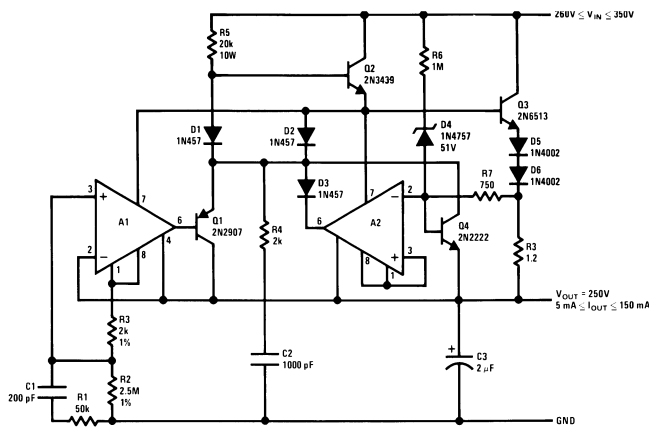 260V ≤ VIN ≤ 350V
R5
20k
10W
Q2
2N3439
R6
1M
Q3
2N6513
D1
1N457
D2
1N457
D4
1N4757
51V
D5
1N4002
D6
1N4002
R7
750
D3
1N457
3
+
7
A1
6
2
−
4
1
8
Q1
2N2907
R4
2k
7
2
−
6
A2
3
+
8
1
Q4
2N2222
R3
1.2
VOUT = 250V
5 mA ≤ IOUT ≤ 150 mA
R3
2k
1%
C2
1000 pF
+
C3
2 μF
C1
200 pF
R1
50k
R2
2.5M
1%
GND